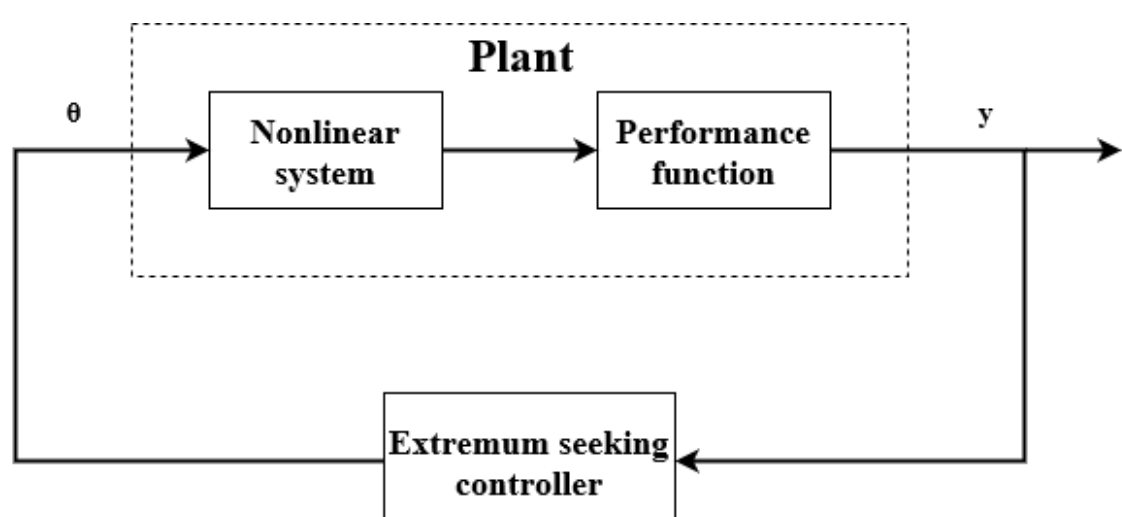 Plant
θ
Nonlinear
system
Performance
function
y
Extremum seeking
controller